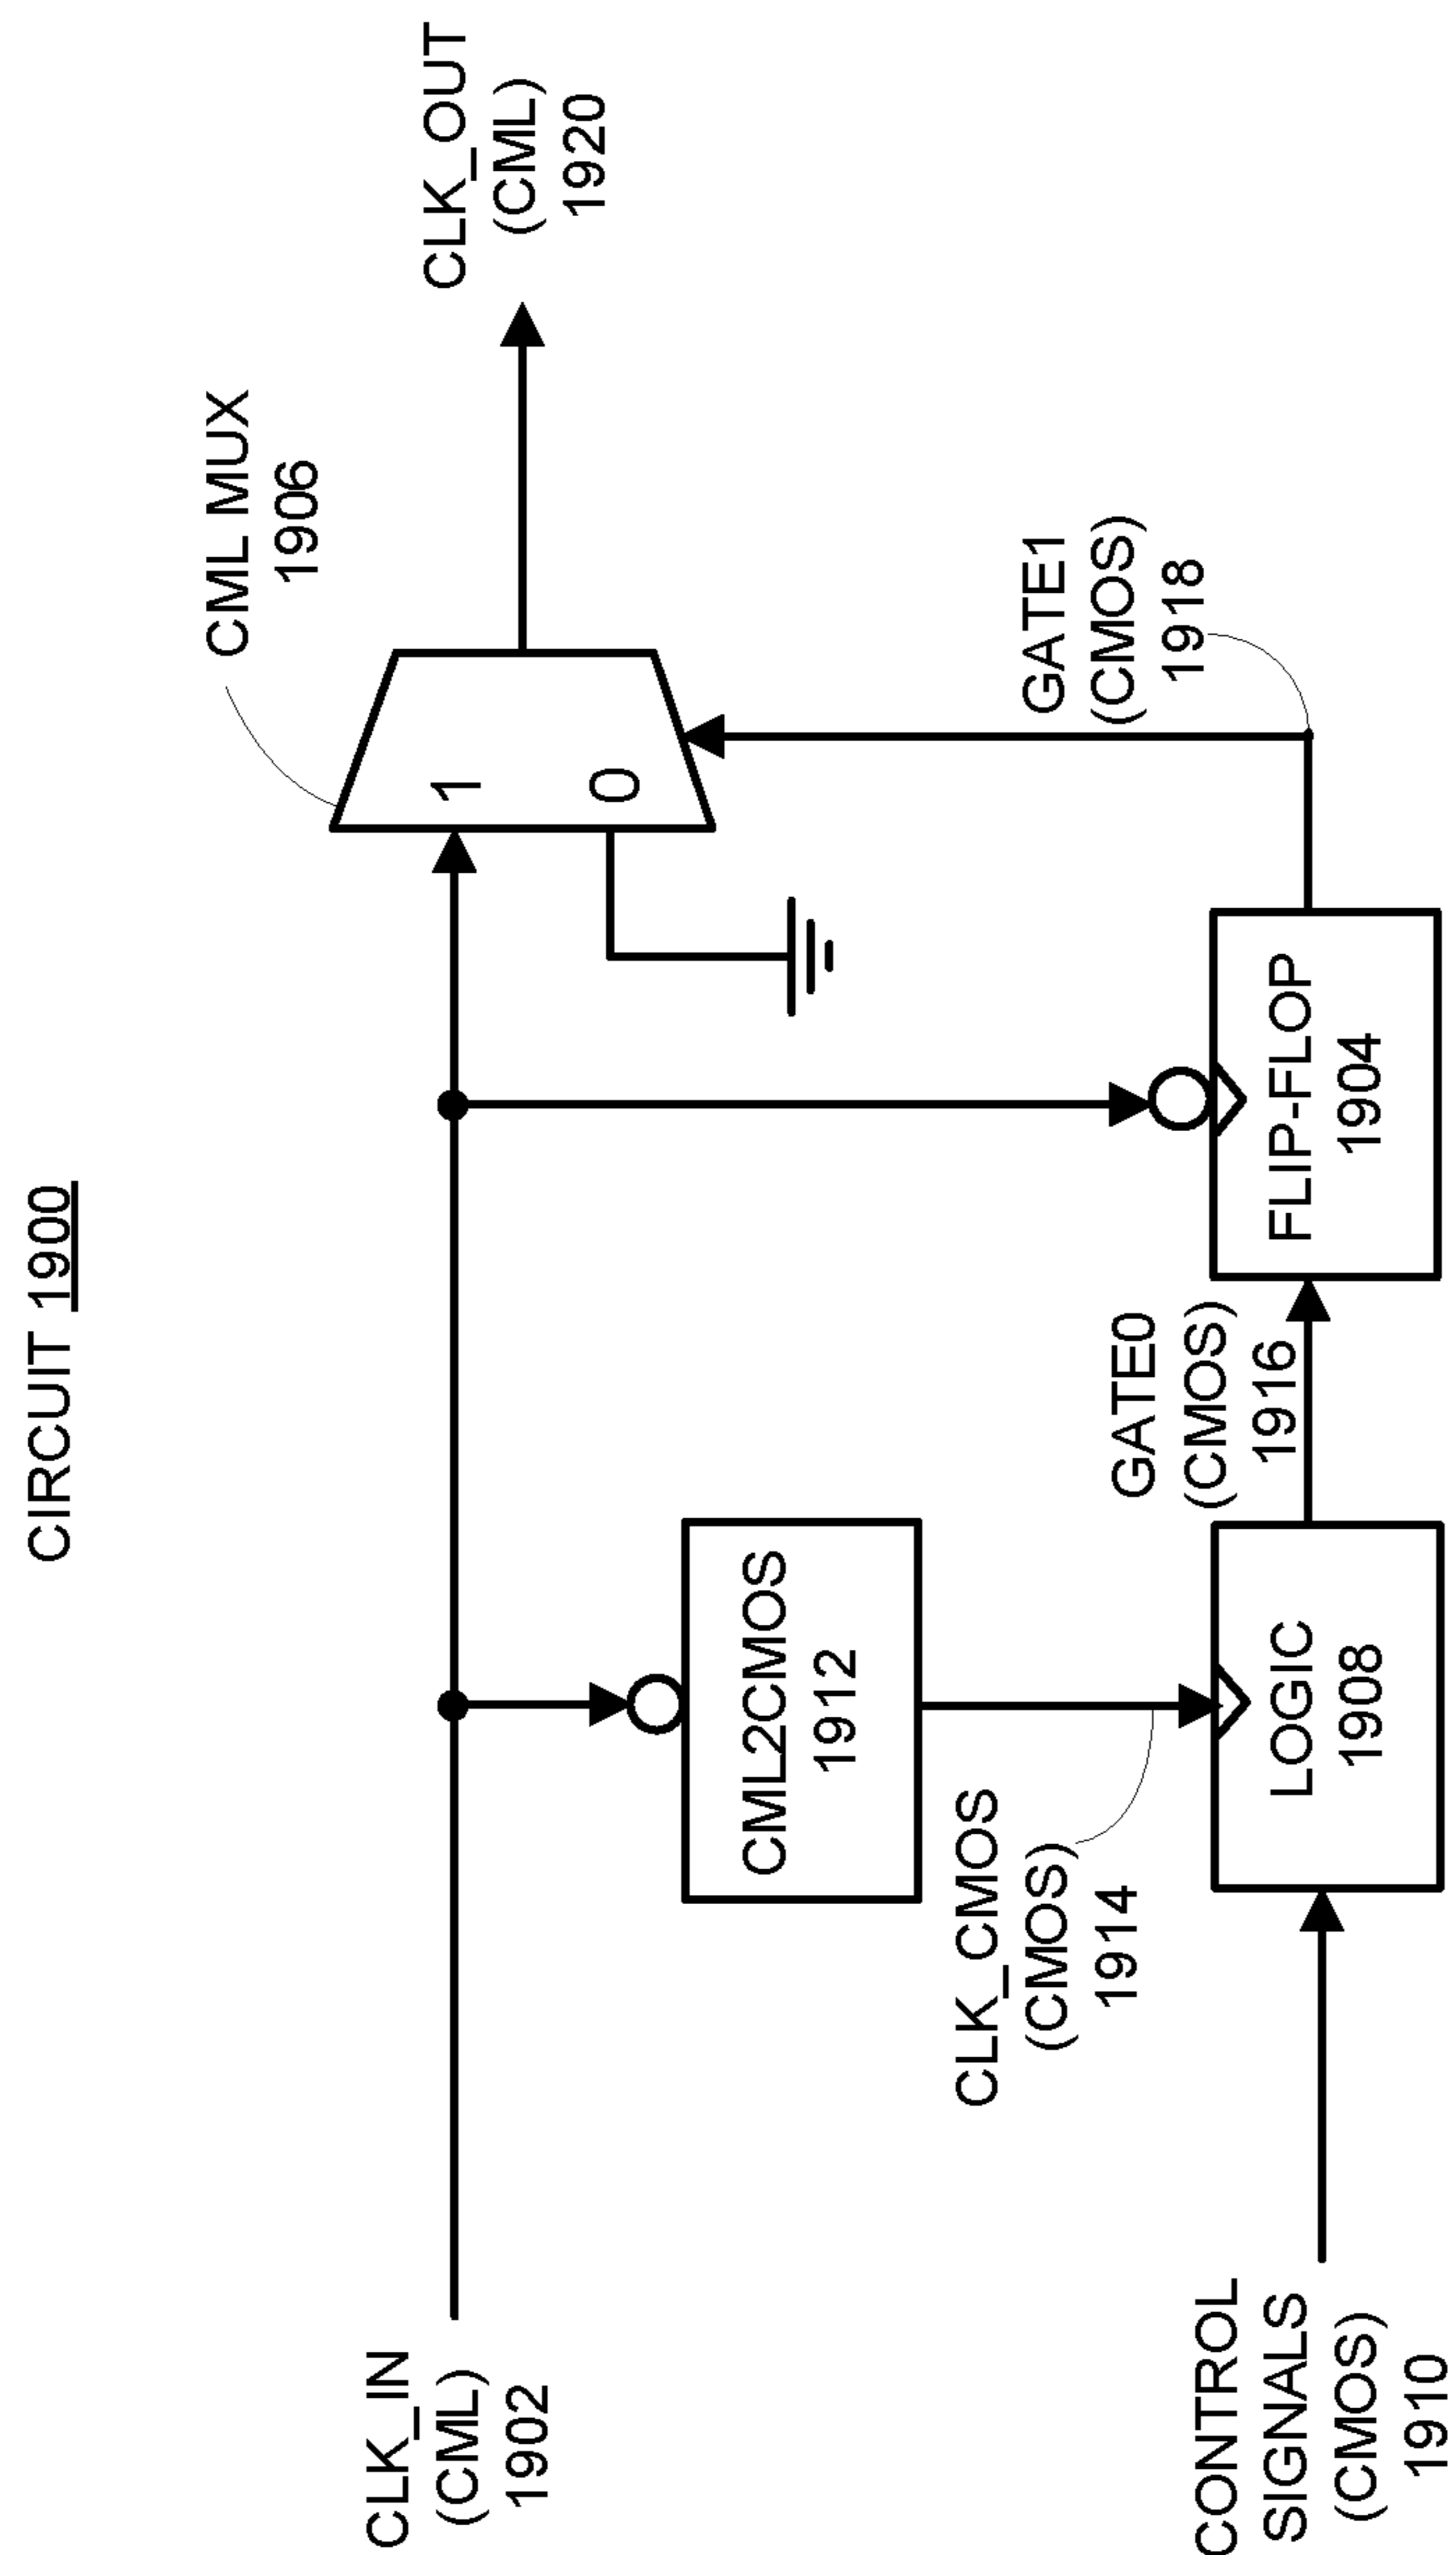 CIRCUIT 1900
CML MUX
1906
CLK_OUT
(CML)
1920
CLK_IN
(CML)
1902
1
0
CML2CMOS
1912
CLK_CMOS
(CMOS)
1914
GATE0
(CMOS)
1916
GATE1
(CMOS)
1918
CONTROL
SIGNALS
(CMOS)
1910
LOGIC
1908
FLIP-FLOP
1904